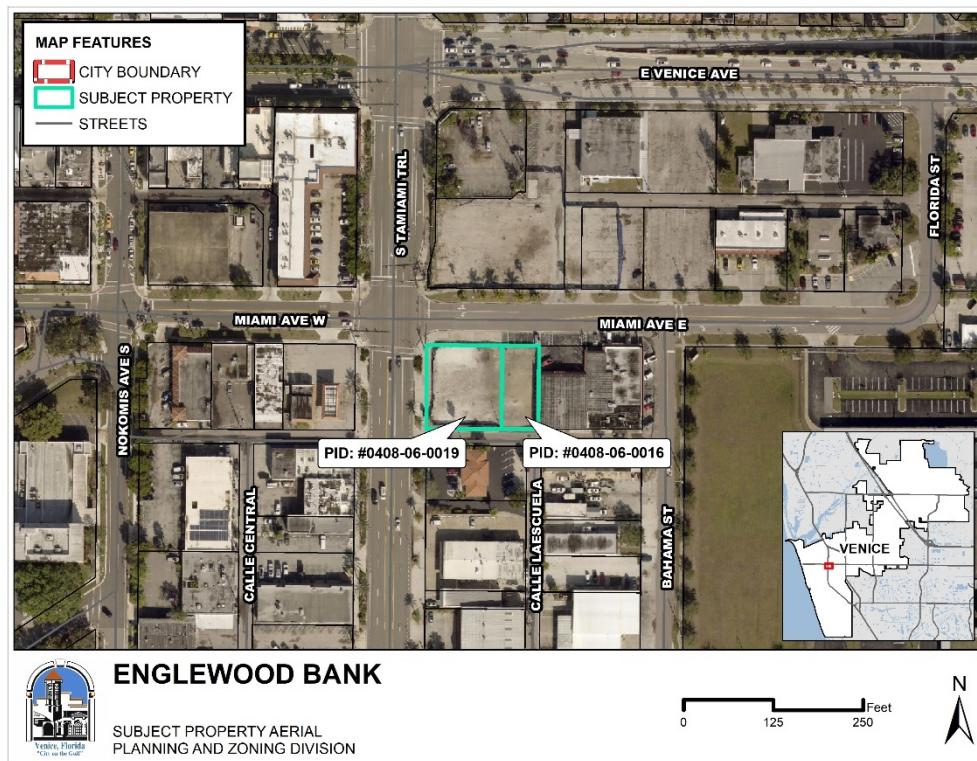 MAP FEATURES
CITY BOUNDARY
SUBJECT PROPERTY
STREETS
E VENICE AVE
S TAMIAMI TRL
FLORIDA ST
MIAMI AVE W
MIAMI AVE E
NOKOMIS AVE S
PID: #0408-06-0019
PID: #0408-06-0016
CALLE CENTRAL
CALLE LAESCUELA
BAHAMA ST
VENICE
ENGLEWOOD BANK
SUBJECT PROPERTY AERIAL
PLANNING AND ZONING DIVISION
Venice, Florida
"City on the Gulf"
Feet
0 125 250
N